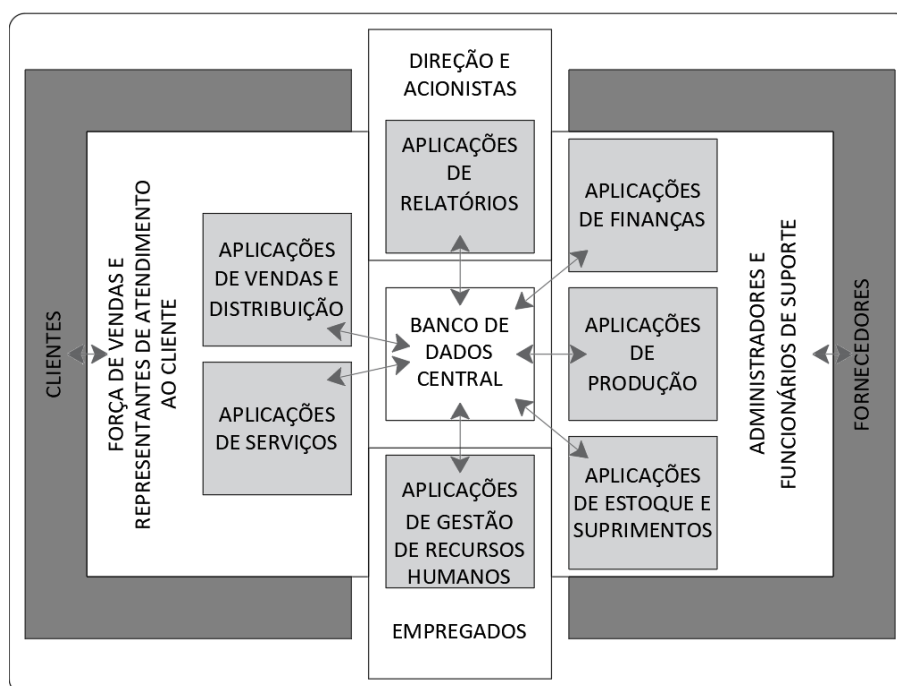 DIREÇÃO E
ACIONISTAS
APLICAÇÕES
DE
RELATÓRIOS
CLIENTES
FORÇA DE VENDAS E
REPRESENTANTES DE ATENDIMENTO
AO CLIENTE
APLICAÇÕES
DE VENDAS E
DISTRIBUIÇÃO
APLICAÇÕES
DE SERVIÇOS
BANCO DE
DADOS
CENTRAL
APLICAÇÕES
DE FINANÇAS
APLICAÇÕES
DE
PRODUÇÃO
APLICAÇÕES
DE ESTOQUE E
SUPRIMENTOS
ADMINISTRADORES E
FUNCIONÁRIOS DE SUPORTE
FORNECEDORES
APLICAÇÕES
DE GESTÃO
DE RECURSOS
HUMANOS
EMPREGADOS